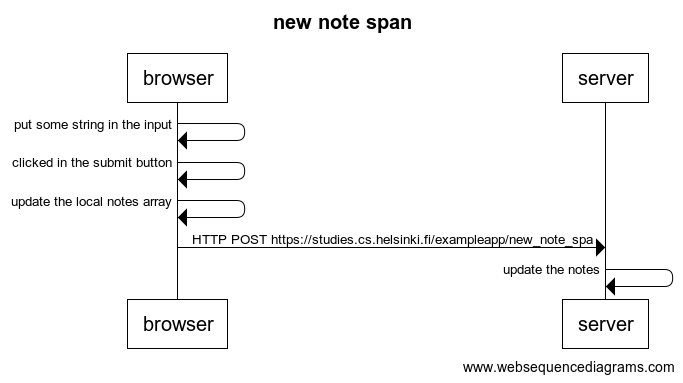 new note span
browser server
put some string in the input
clicked in the submit button
update the local notes array
HTTP POST https://studies.cs.helsinki.fi/exampleapp/new_note_spa
update the notes
browser server
www.websequencediagrams.com